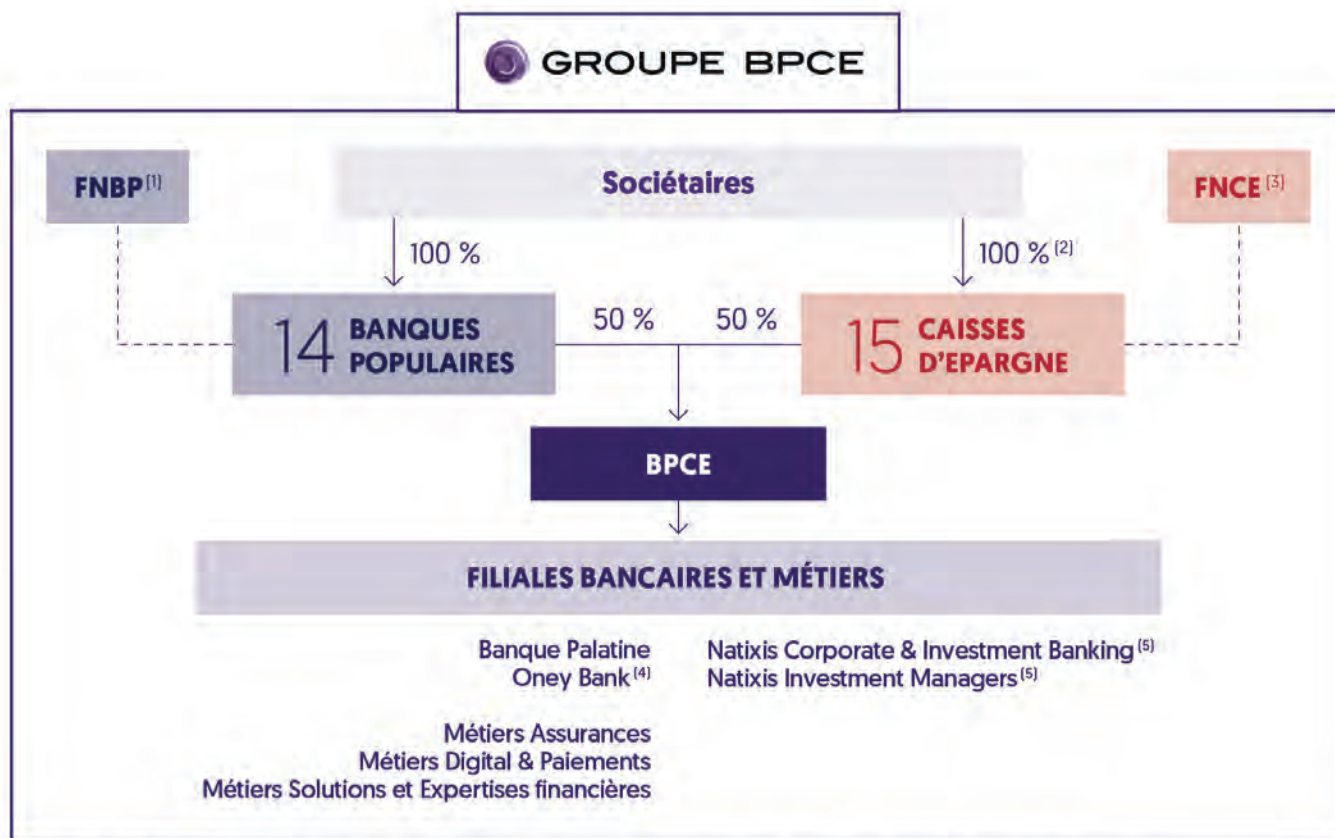 GROUPE BPCE
FNBP (1)
Sociétaires
FNCE (3)
100 %
100 % (2)
14 BANQUES
POPULAIRES
50 %
50 %
15 CAISSES
D'EPARGNE
BPCE
FILIALES BANCAIRES ET MÉTIERS
Banque Palatine
Oney Bank (4)
Natixis Corporate & Investment Banking (5)
Natixis Investment Managers (5)
Métiers Assurances
Métiers Digital & Paiements
Métiers Solutions et Expertises financières